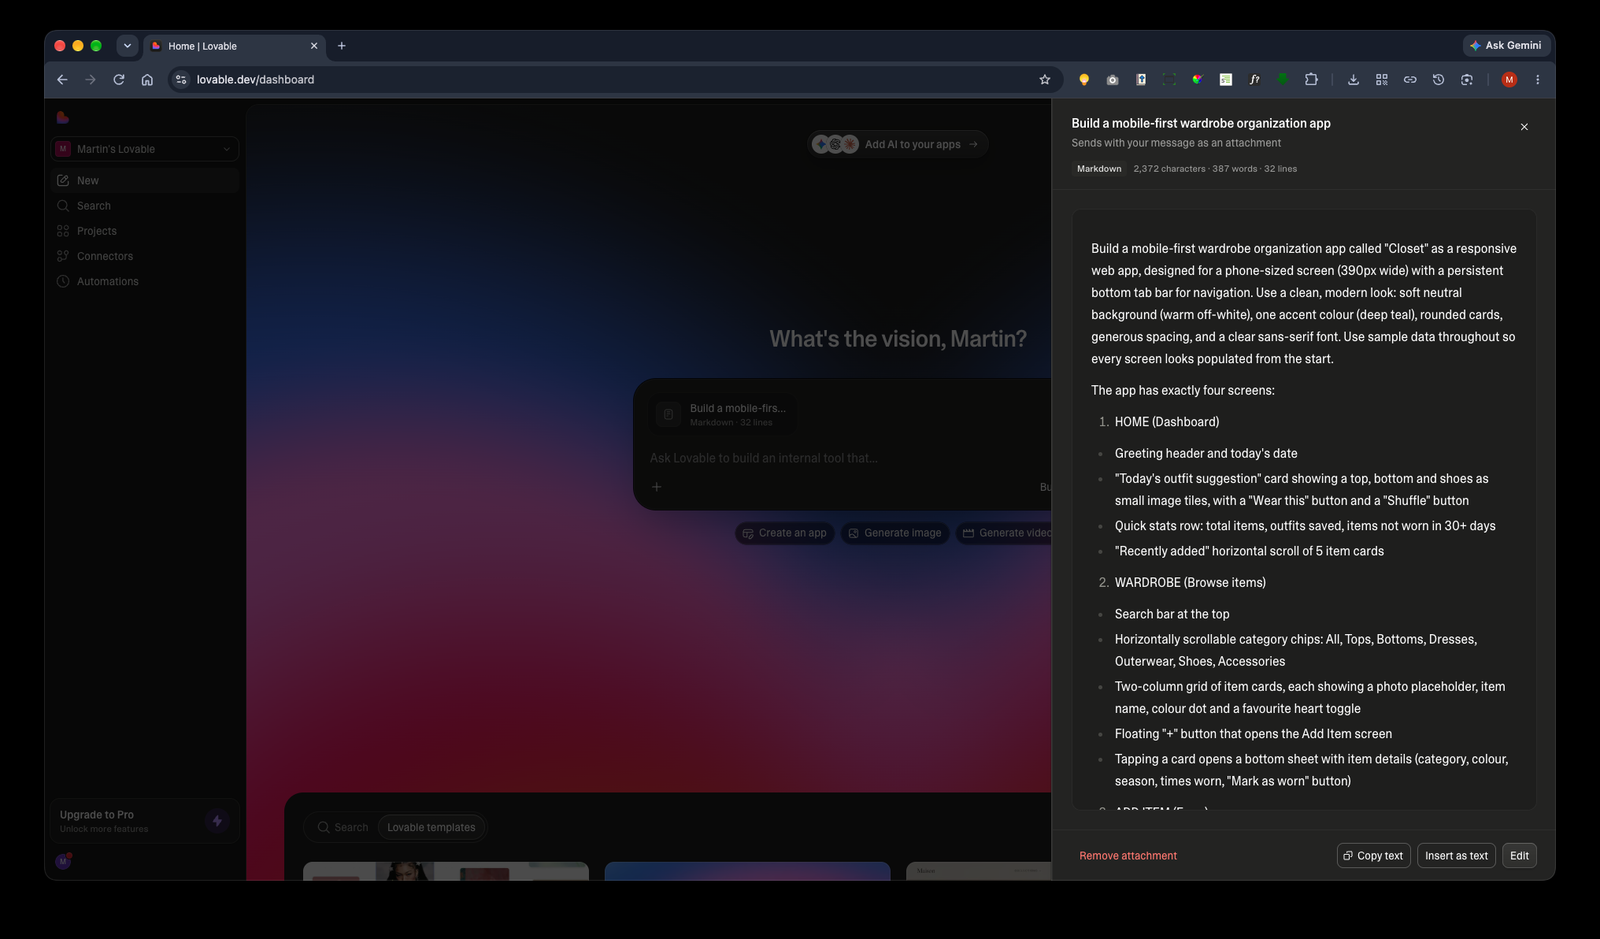 Home | Lovable
Ask Gemini
lovable.dev/dashboard
f?
M
M
Martin's Lovable
New
Search
Projects
Connectors
Automations
Upgrade to Pro
Unlock more features
M
Add AI to your apps
What's the vision, Martin?
Build a mobile-firs...
Markdown · 32 lines
Ask Lovable to build an internal tool that...
Bu
Create an app
Generate image
Generate video
Search
Lovable templates
Build a mobile-first wardrobe organization app
Sends with your message as an attachment
Markdown
2,372 characters · 387 words · 32 lines
Build a mobile-first wardrobe organization app called "Closet" as a responsive
web app, designed for a phone-sized screen (390px wide) with a persistent
bottom tab bar for navigation. Use a clean, modern look: soft neutral
background (warm off-white), one accent colour (deep teal), rounded cards,
generous spacing, and a clear sans-serif font. Use sample data throughout so
every screen looks populated from the start.
The app has exactly four screens:
1. HOME (Dashboard)
• Greeting header and today's date
• "Today's outfit suggestion" card showing a top, bottom and shoes as
small image tiles, with a "Wear this" button and a "Shuffle" button
• Quick stats row: total items, outfits saved, items not worn in 30+ days
• "Recently added" horizontal scroll of 5 item cards
2. WARDROBE (Browse items)
• Search bar at the top
• Horizontally scrollable category chips: All, Tops, Bottoms, Dresses,
Outerwear, Shoes, Accessories
• Two-column grid of item cards, each showing a photo placeholder, item
name, colour dot and a favourite heart toggle
• Floating "+" button that opens the Add Item screen
• Tapping a card opens a bottom sheet with item details (category, colour,
season, times worn, "Mark as worn" button)
Remove attachment
Copy text
Insert as text
Edit